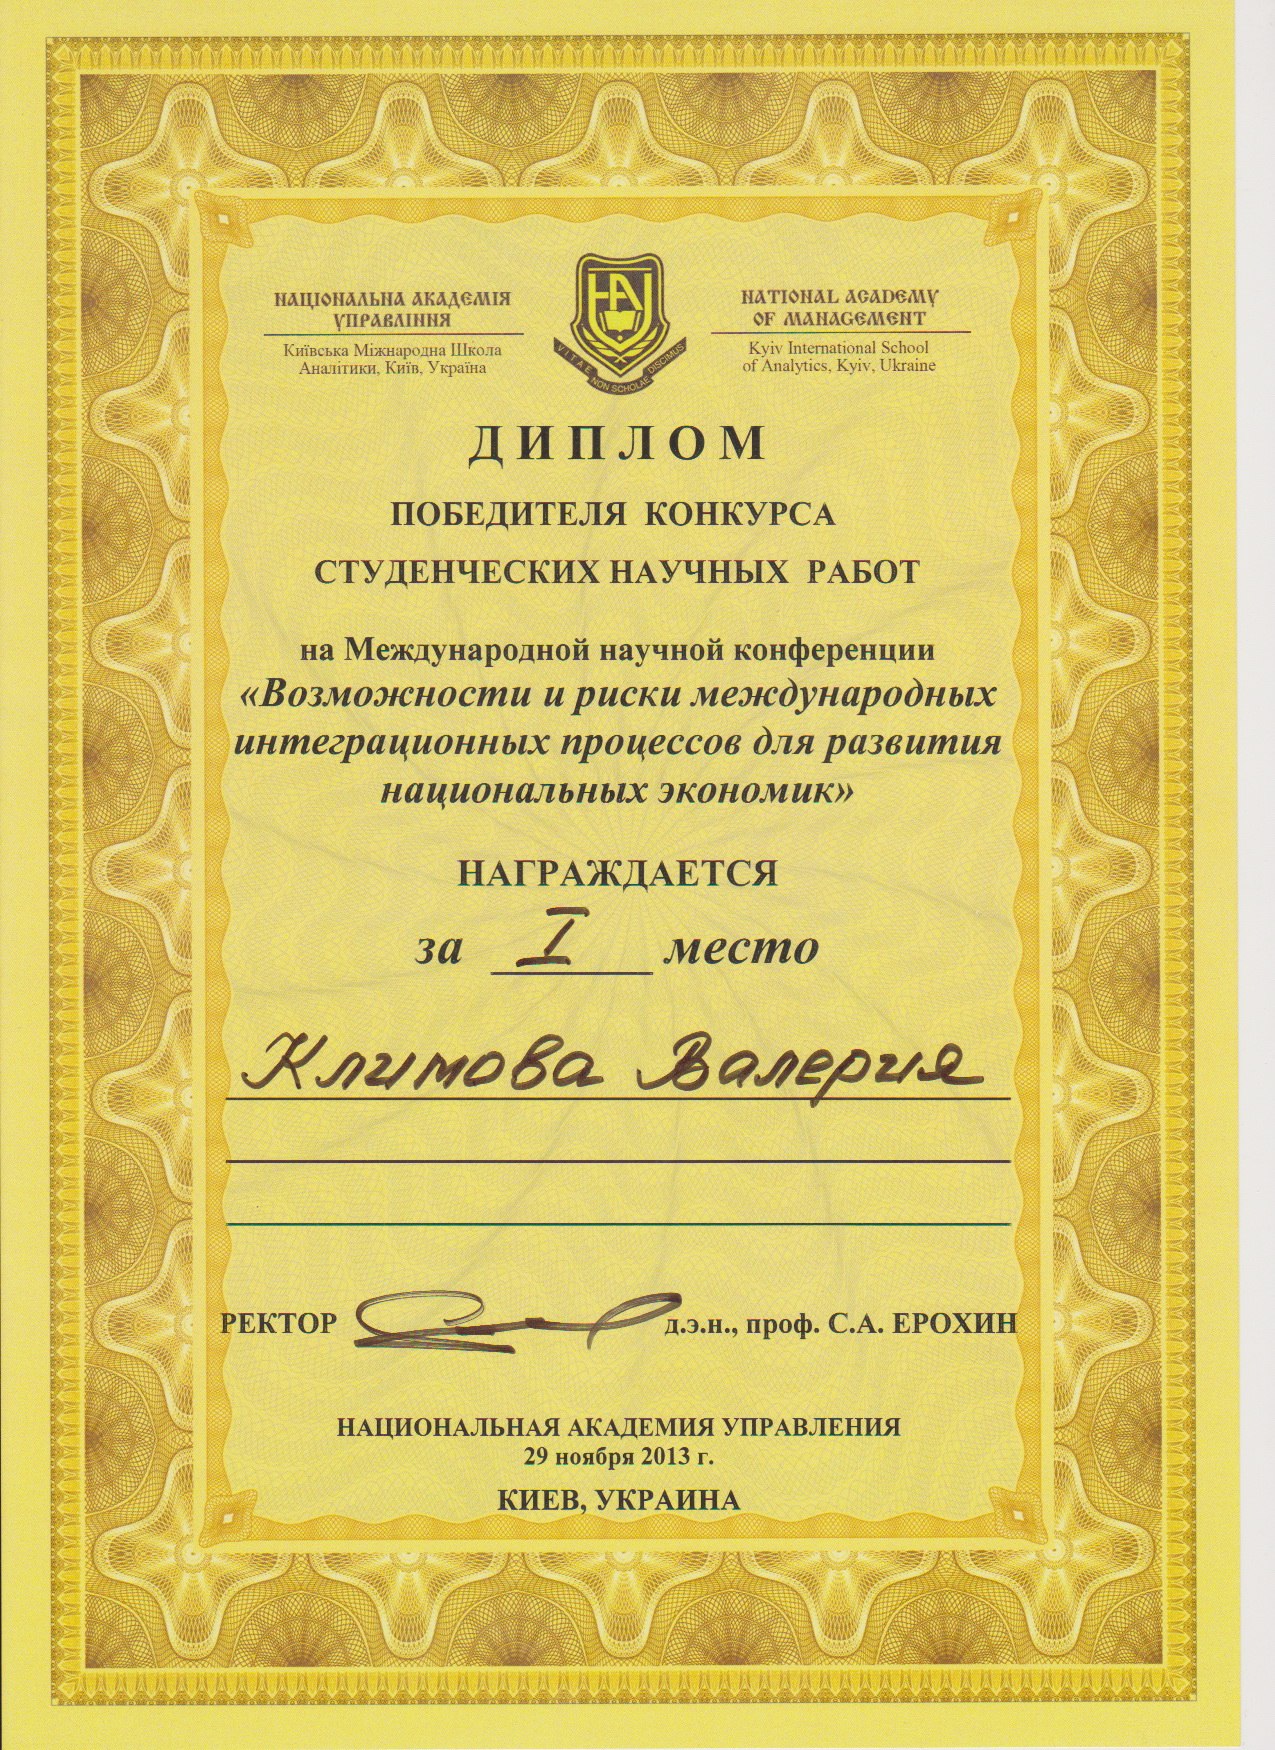 НАЦІОНАЛЬНА АКАДЕМІЯ
УПРАВЛІННЯ
Київська Міжнародна Школа
Аналітики, Київ, Україна
НАУ
VITAE NON SCHOLAE DISCIMUS
NATIONAL ACADEMY
OF MANAGEMENT
Kyiv International School
of Analytics, Kyiv, Ukraine
ДИПЛОМ
ПОБЕДИТЕЛЯ КОНКУРСА
СТУДЕНЧЕСКИХ НАУЧНЫХ РАБОТ
на Международной научной конференции
«Возможности и риски международных
интеграционных процессов для развития
национальных экономик»
НАГРАЖДАЕТСЯ
за I место
Климова Валерия
РЕКТОР д.э.н., проф. С.А. ЕРОХИН
НАЦИОНАЛЬНАЯ АКАДЕМИЯ УПРАВЛЕНИЯ
29 ноября 2013 г.
КИЕВ, УКРАИНА